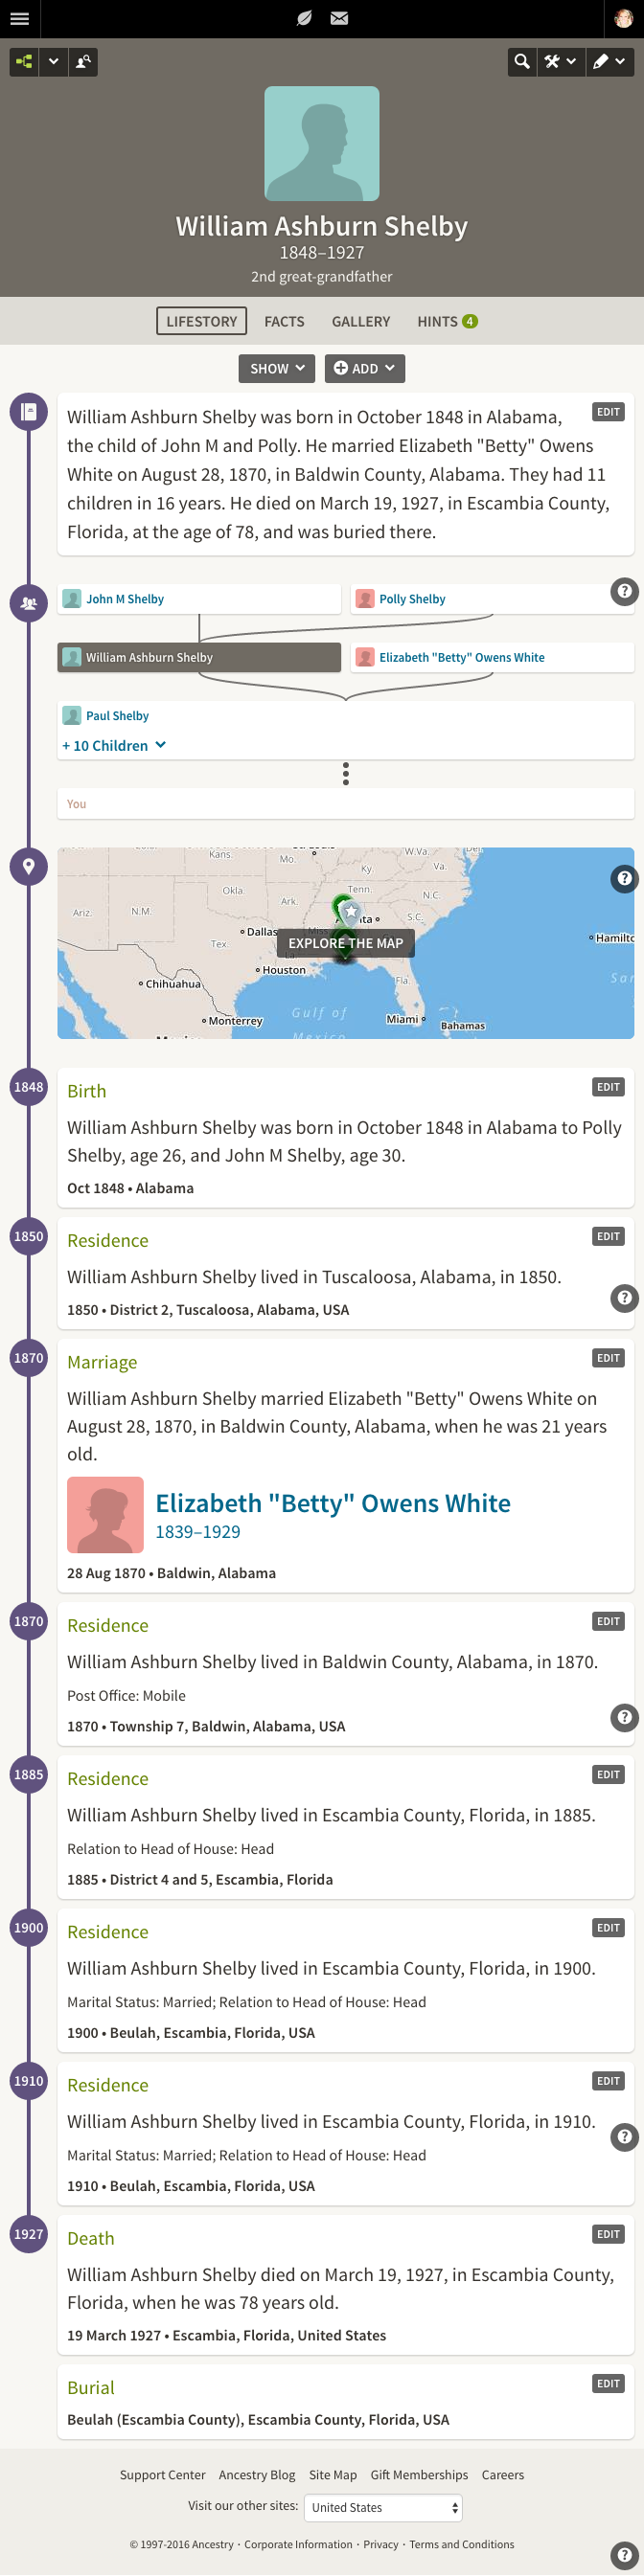 William Ashburn Shelby
1848–1927
2nd great-grandfather
LIFESTORY FACTS GALLERY HINTS 4
SHOW ADD
EDIT
William Ashburn Shelby was born in October 1848 in Alabama,
the child of John M and Polly. He married Elizabeth "Betty" Owens
White on August 28, 1870, in Baldwin County, Alabama. They had 11
children in 16 years. He died on March 19, 1927, in Escambia County,
Florida, at the age of 78, and was buried there.
John M Shelby Polly Shelby
?
William Ashburn Shelby Elizabeth "Betty" Owens White
Paul Shelby
+ 10 Children
You
Kans. Mo. W.Va.
Ky. Va.
Okla. Tenn. N.C.
Ariz. N.M. Ark. S.C.
?
Dallas
Tex. EXPLORE THE MAP
Houston Fla.
Chihuahua
Gulf of
Monterrey Miami Bahamas
1848
Birth
EDIT
William Ashburn Shelby was born in October 1848 in Alabama to Polly
Shelby, age 26, and John M Shelby, age 30.
Oct 1848 • Alabama
1850
Residence
EDIT
William Ashburn Shelby lived in Tuscaloosa, Alabama, in 1850.
?
1850 • District 2, Tuscaloosa, Alabama, USA
1870
Marriage
EDIT
William Ashburn Shelby married Elizabeth "Betty" Owens White on
August 28, 1870, in Baldwin County, Alabama, when he was 21 years
old.
Elizabeth "Betty" Owens White
1839–1929
28 Aug 1870 • Baldwin, Alabama
1870
Residence
EDIT
William Ashburn Shelby lived in Baldwin County, Alabama, in 1870.
Post Office: Mobile
?
1870 • Township 7, Baldwin, Alabama, USA
1885
Residence
EDIT
William Ashburn Shelby lived in Escambia County, Florida, in 1885.
Relation to Head of House: Head
1885 • District 4 and 5, Escambia, Florida
1900
Residence
EDIT
William Ashburn Shelby lived in Escambia County, Florida, in 1900.
Marital Status: Married; Relation to Head of House: Head
1900 • Beulah, Escambia, Florida, USA
1910
Residence
EDIT
William Ashburn Shelby lived in Escambia County, Florida, in 1910.
?
Marital Status: Married; Relation to Head of House: Head
1910 • Beulah, Escambia, Florida, USA
1927
Death
EDIT
William Ashburn Shelby died on March 19, 1927, in Escambia County,
Florida, when he was 78 years old.
19 March 1927 • Escambia, Florida, United States
Burial
EDIT
Beulah (Escambia County), Escambia County, Florida, USA
Support Center Ancestry Blog Site Map Gift Memberships Careers
Visit our other sites: United States
© 1997-2016 Ancestry · Corporate Information · Privacy · Terms and Conditions
?